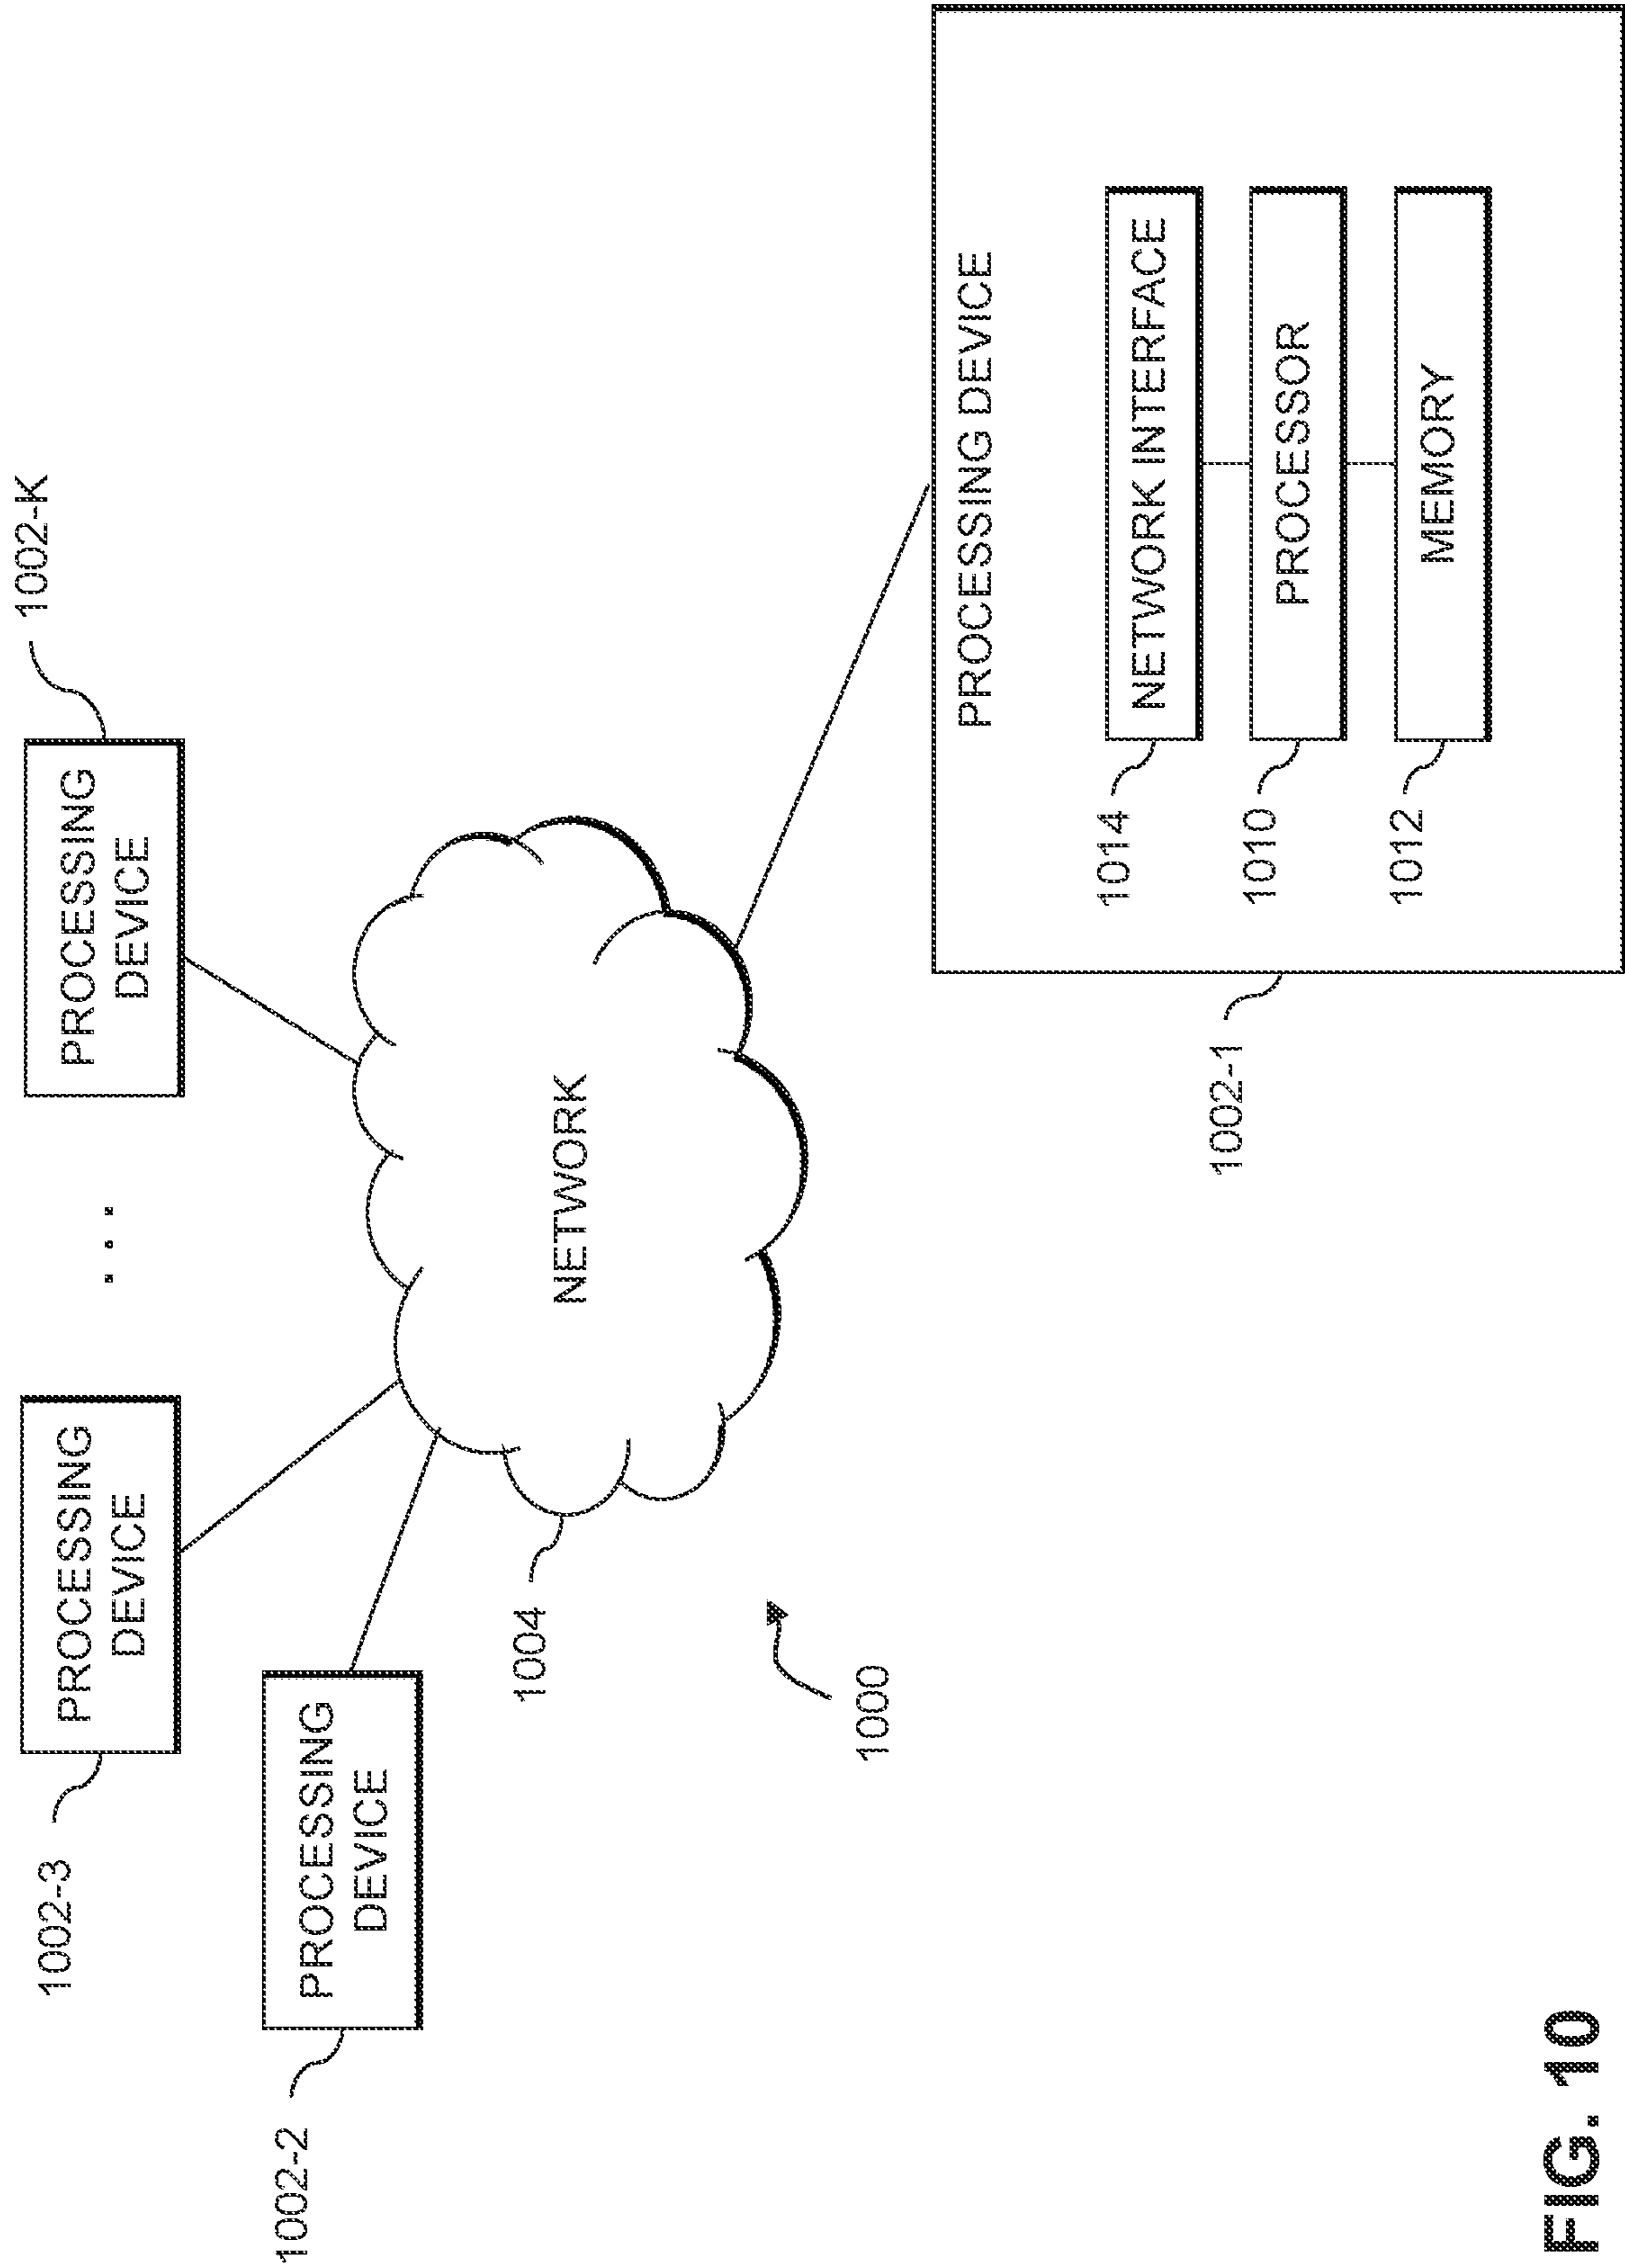 1002-2
PROCESSING
DEVICE
1002-3
PROCESSING
DEVICE
. . .
PROCESSING
DEVICE
1002-K
1004
NETWORK
1000
PROCESSING DEVICE
1002-1
1014
NETWORK INTERFACE
1010
PROCESSOR
1012
MEMORY
FIG. 10